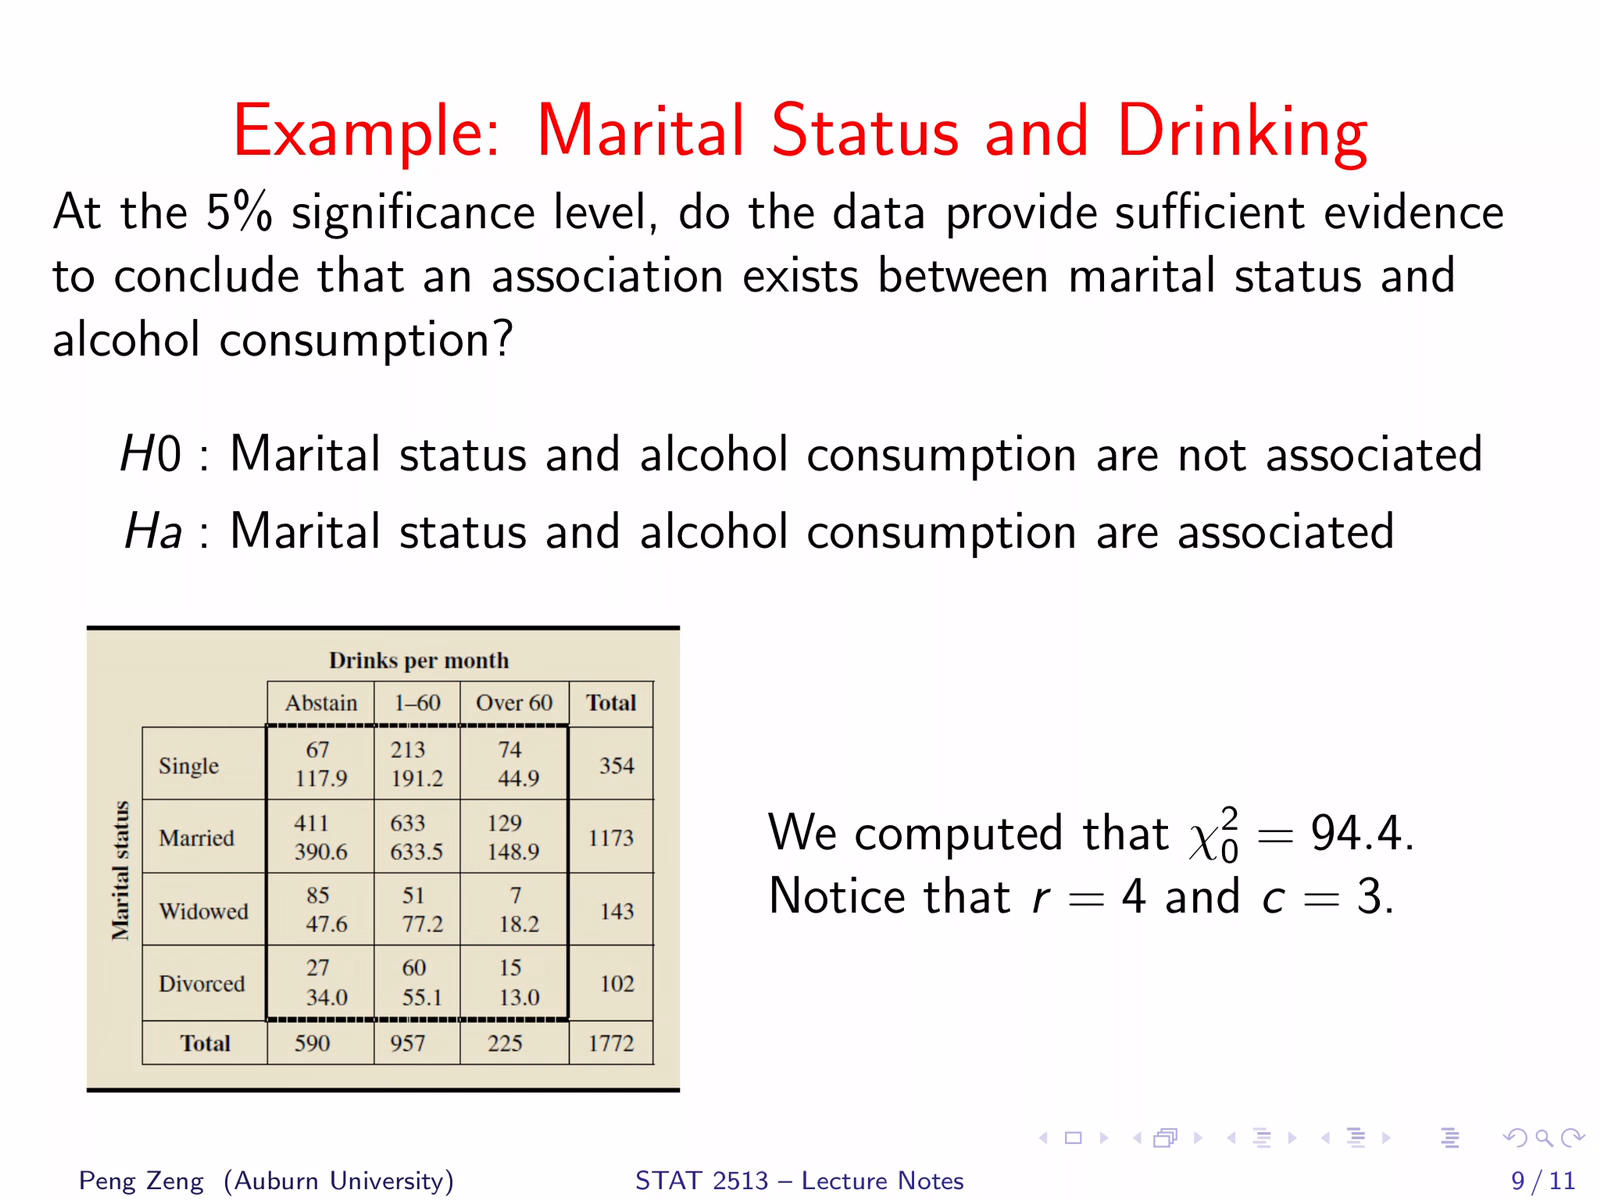 Example: Marital Status and Drinking
At the 5% significance level, do the data provide sufficient evidence
to conclude that an association exists between marital status and
alcohol consumption?
H0 : Marital status and alcohol consumption are not associated
Ha : Marital status and alcohol consumption are associated
Drinks per month
Abstain 1–60 Over 60 Total
Marital status
Single 67 213 74 354
117.9 191.2 44.9
Married 411 633 129 1173
390.6 633.5 148.9
Widowed 85 51 7 143
47.6 77.2 18.2
Divorced 27 60 15 102
34.0 55.1 13.0
Total 590 957 225 1772
We computed that χ²₀ = 94.4.
Notice that r = 4 and c = 3.
Peng Zeng (Auburn University) STAT 2513 – Lecture Notes 9 / 11